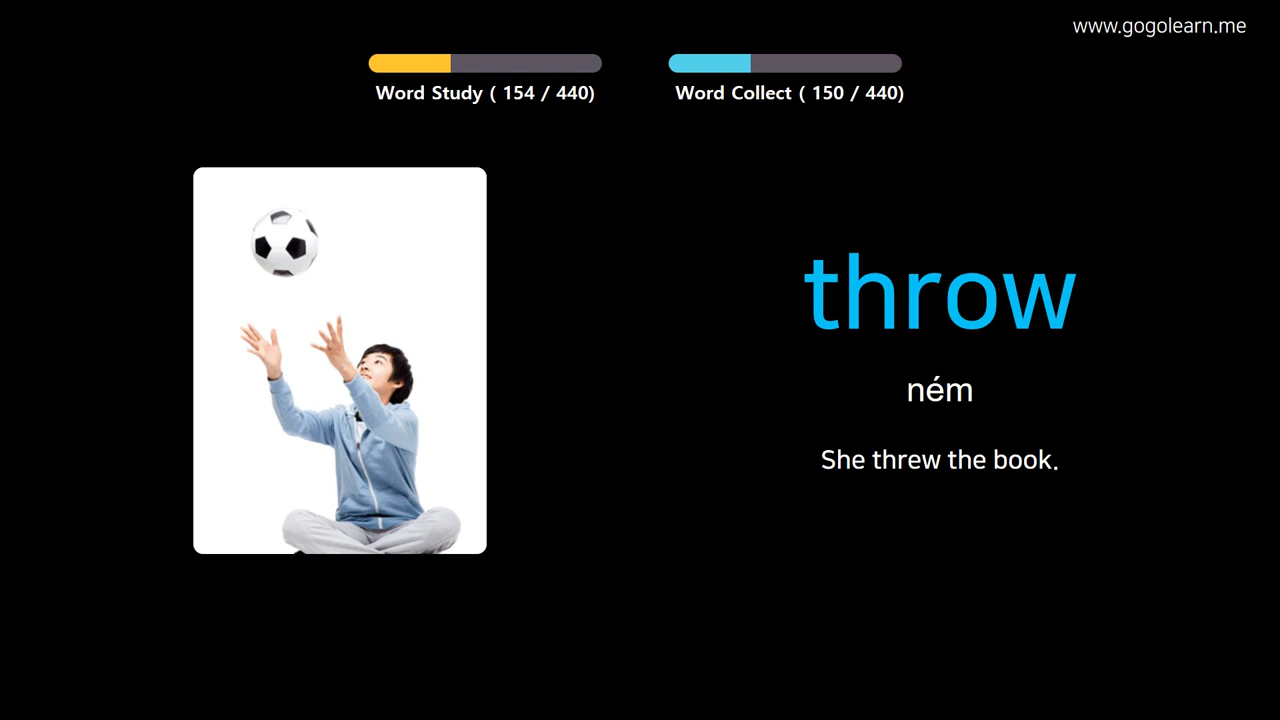 www.gogolearn.me
Word Study ( 154 / 440)
Word Collect ( 150 / 440)
throw
ném
She threw the book.